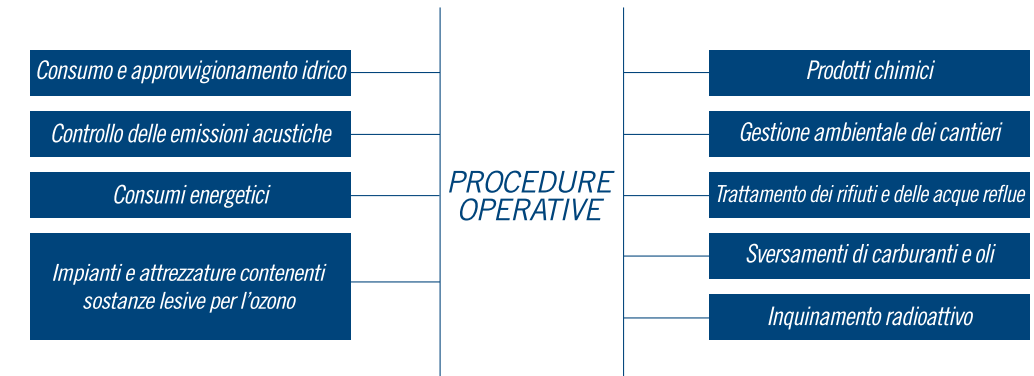 Consumo e approvvigionamento idrico
Controllo delle emissioni acustiche
Consumi energetici
Impianti e attrezzature contenenti
sostanze lesive per l'ozono
PROCEDURE
OPERATIVE
Prodotti chimici
Gestione ambientale dei cantieri
Trattamento dei rifiuti e delle acque reflue
Sversamenti di carburanti e oli
Inquinamento radioattivo